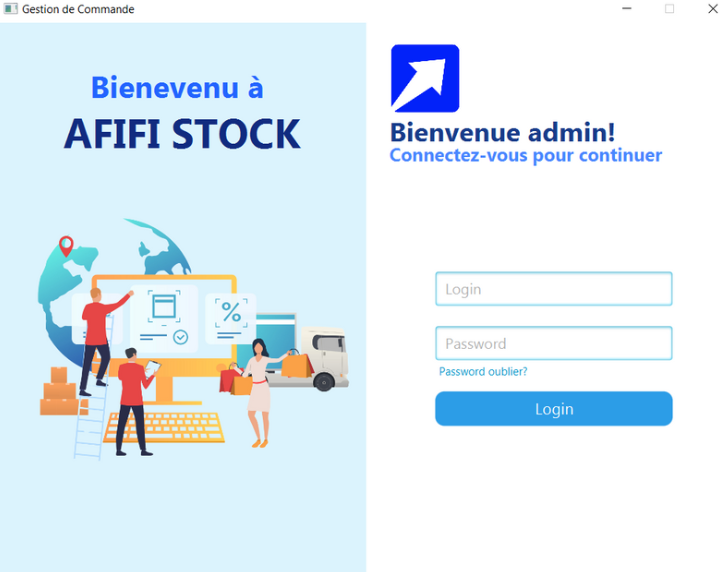 Gestion de Commande
Bienevenu à
AFIFI STOCK
Bienvenue admin!
Connectez-vous pour continuer
Login
Password
Password oublier?
Login
%